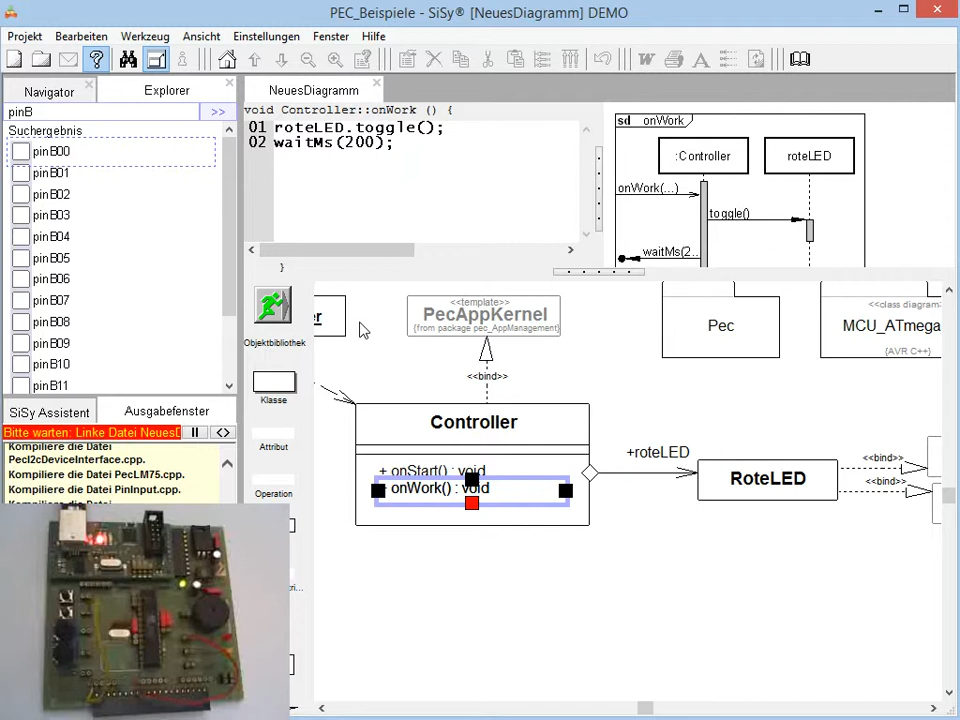 PEC_Beispiele - SiSy® [NeuesDiagramm] DEMO
Projekt Bearbeiten Werkzeug Ansicht Einstellungen Fenster Hilfe
Navigator
Explorer
pinB
>>
Suchergebnis
pinB00
pinB01
pinB02
pinB03
pinB04
pinB05
pinB06
pinB07
pinB08
pinB09
pinB10
pinB11
SiSy Assistent
Ausgabefenster
Bitte warten: Linke Datei NeuesD
Kompiliere die Datei
PecI2cDeviceInterface.cpp.
Kompiliere die Datei PecLM75.cpp.
Kompiliere die Datei PinInput.cpp.
Kompiliere die Datei
NeuesDiagramm
void Controller::onWork () {
01 roteLED.toggle();
02 waitMs(200);
}
sd onWork
:Controller
roteLED
onWork(...)
toggle()
waitMs(2...
Objektbibliothek
Klasse
Attribut
Operation
<<template>>
PecAppKernel
{from package pec_AppManagement}
<<bind>>
Pec
<<class diagram
MCU_ATmega
{AVR C++}
Controller
+ onStart() : void
onWork() : void
+roteLED
RoteLED
<<bind>>
<<bind>>